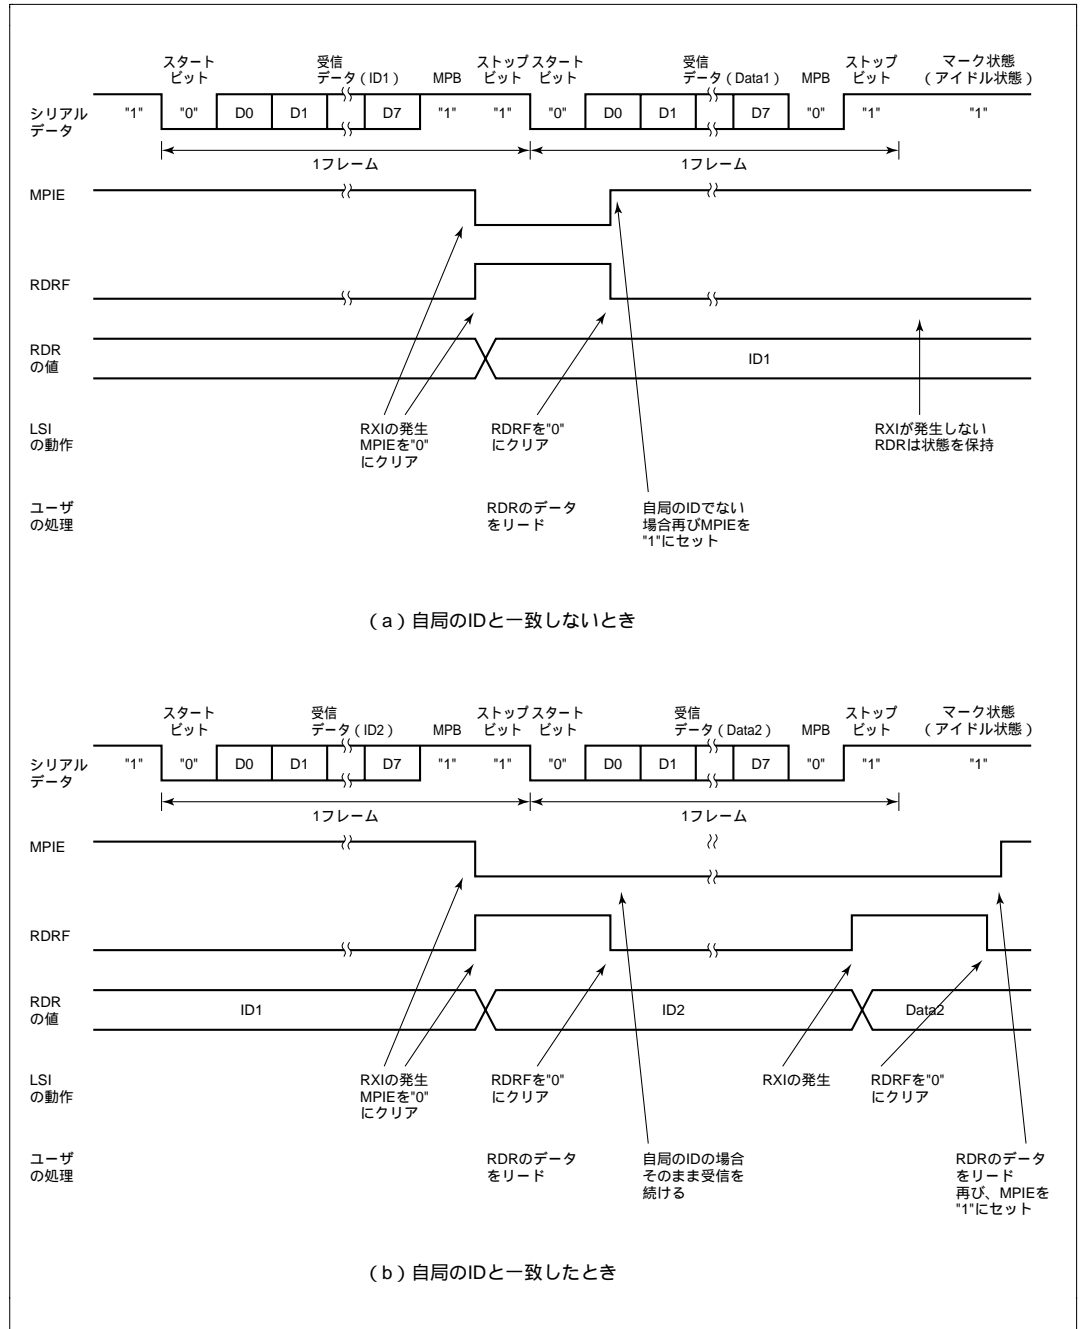 スタート
ビット
受信
データ（ID1）
MPB
ストップ
ビット
スタート
ビット
受信
データ（Data1）
MPB
ストップ
ビット
マーク状態
（アイドル状態）
シリアル
データ
"1" "0" D0 D1 D7 "1" "1" "0" D0 D1 D7 "0" "1" "1"
1フレーム 1フレーム
MPIE
RDRF
RDR
の値
ID1
LSI
の動作
RXIの発生
MPIEを"0"
にクリア
RDRFを"0"
にクリア
RXIが発生しない
RDRは状態を保持
ユーザ
の処理
RDRのデータ
をリード
自局のIDでない
場合再びMPIEを
"1"にセット
（a）自局のIDと一致しないとき
スタート
ビット
受信
データ（ID2）
MPB
ストップ
ビット
スタート
ビット
受信
データ（Data2）
MPB
ストップ
ビット
マーク状態
（アイドル状態）
シリアル
データ
"1" "0" D0 D1 D7 "1" "1" "0" D0 D1 D7 "0" "1" "1"
1フレーム 1フレーム
MPIE
RDRF
RDR
の値
ID1 ID2 Data2
LSI
の動作
RXIの発生
MPIEを"0"
にクリア
RDRFを"0"
にクリア
RXIの発生
RDRFを"0"
にクリア
ユーザ
の処理
RDRのデータ
をリード
自局のIDの場合
そのまま受信を
続ける
RDRのデータ
をリード
再び、MPIEを
"1"にセット
（b）自局のIDと一致したとき